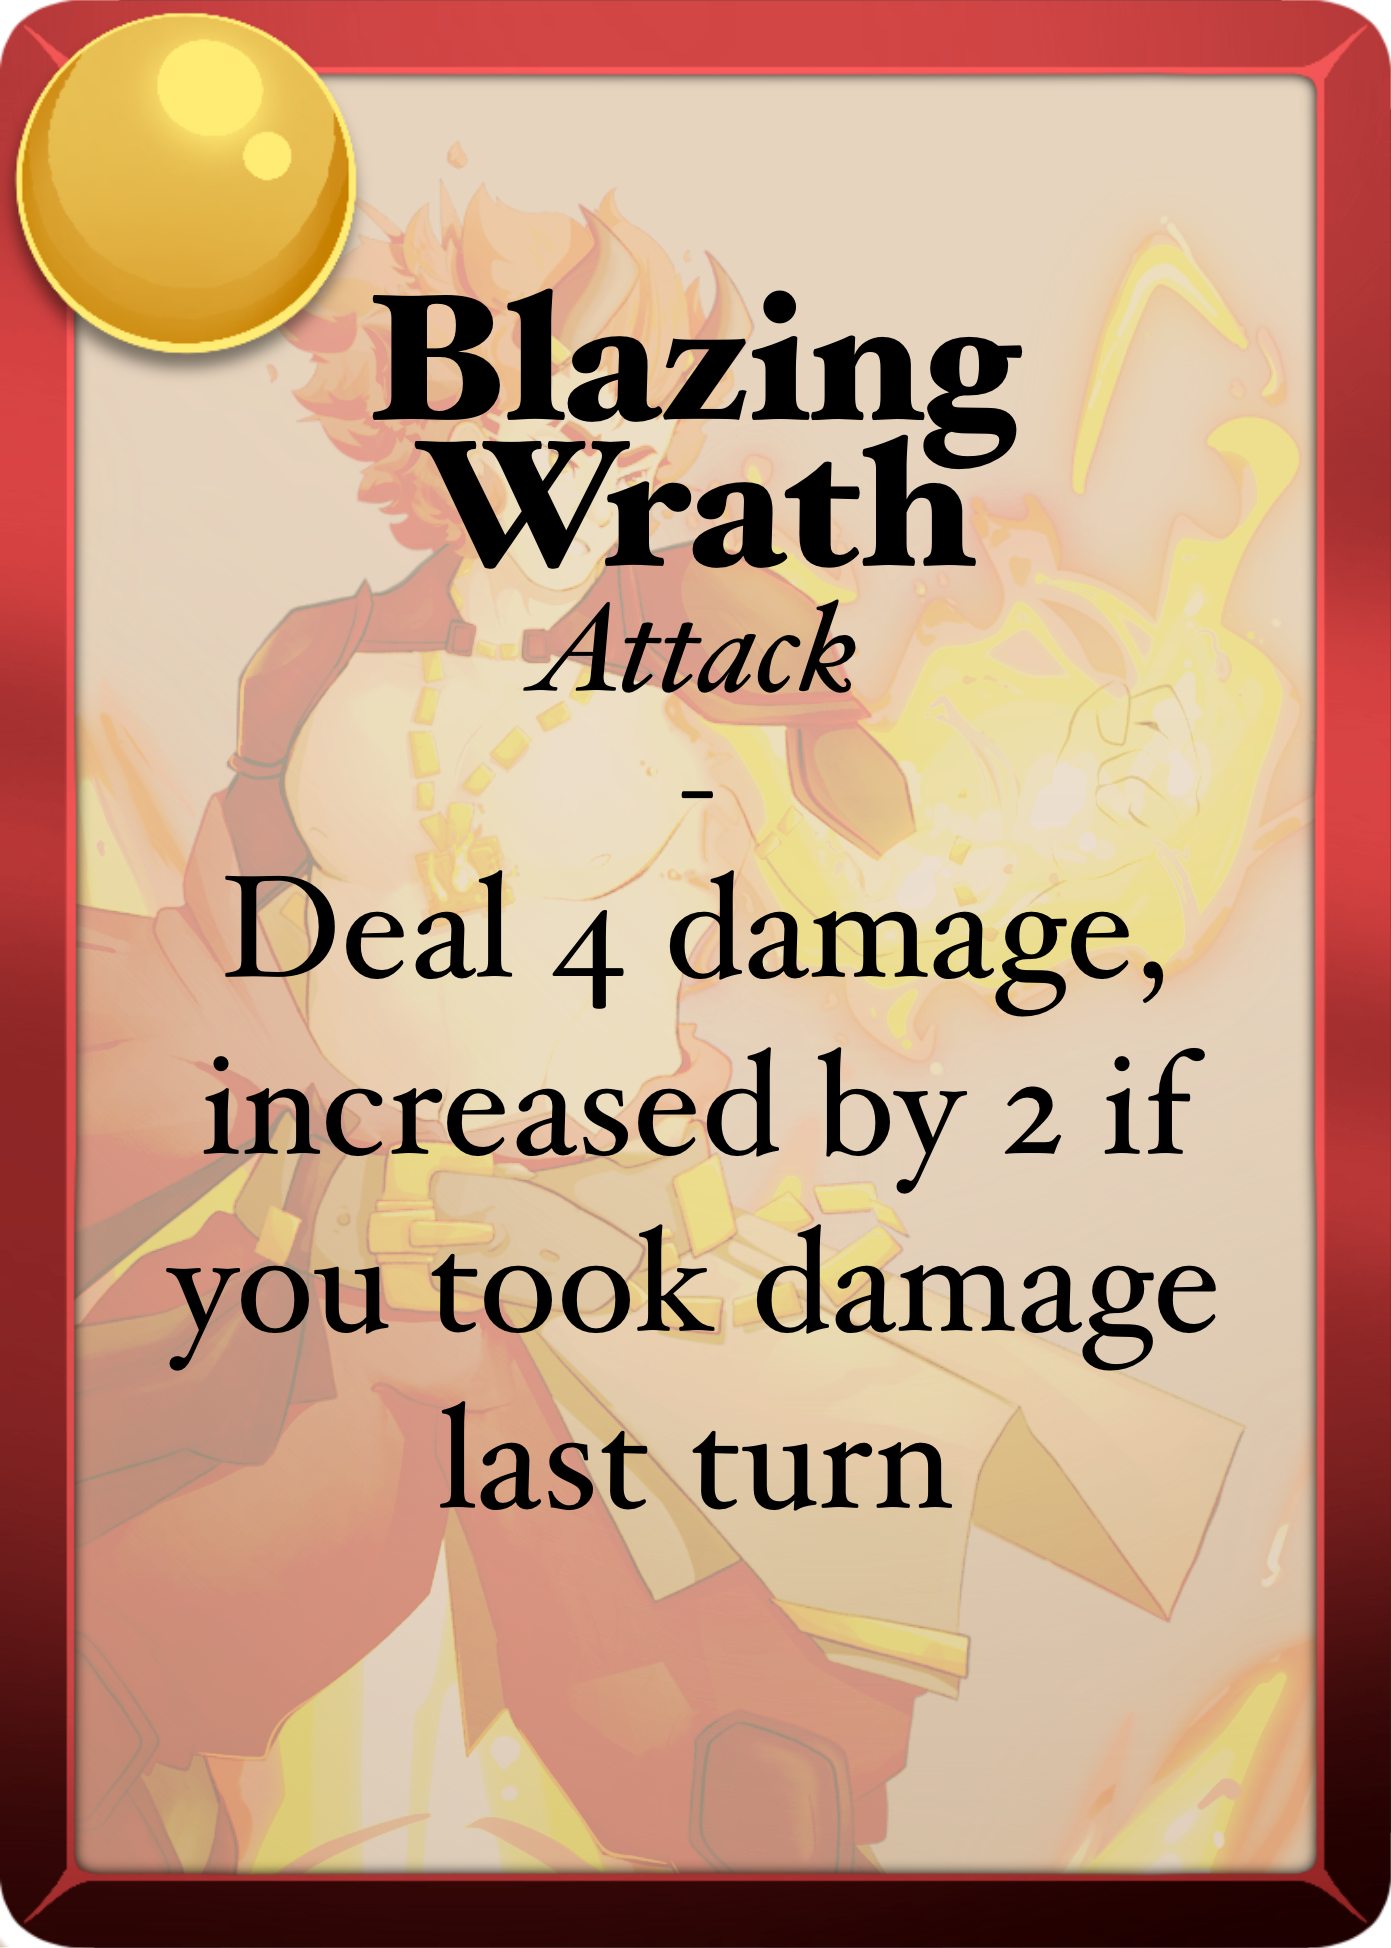 Blazing
Wrath
Attack
-
Deal 4 damage,
increased by 2 if
you took damage
last turn